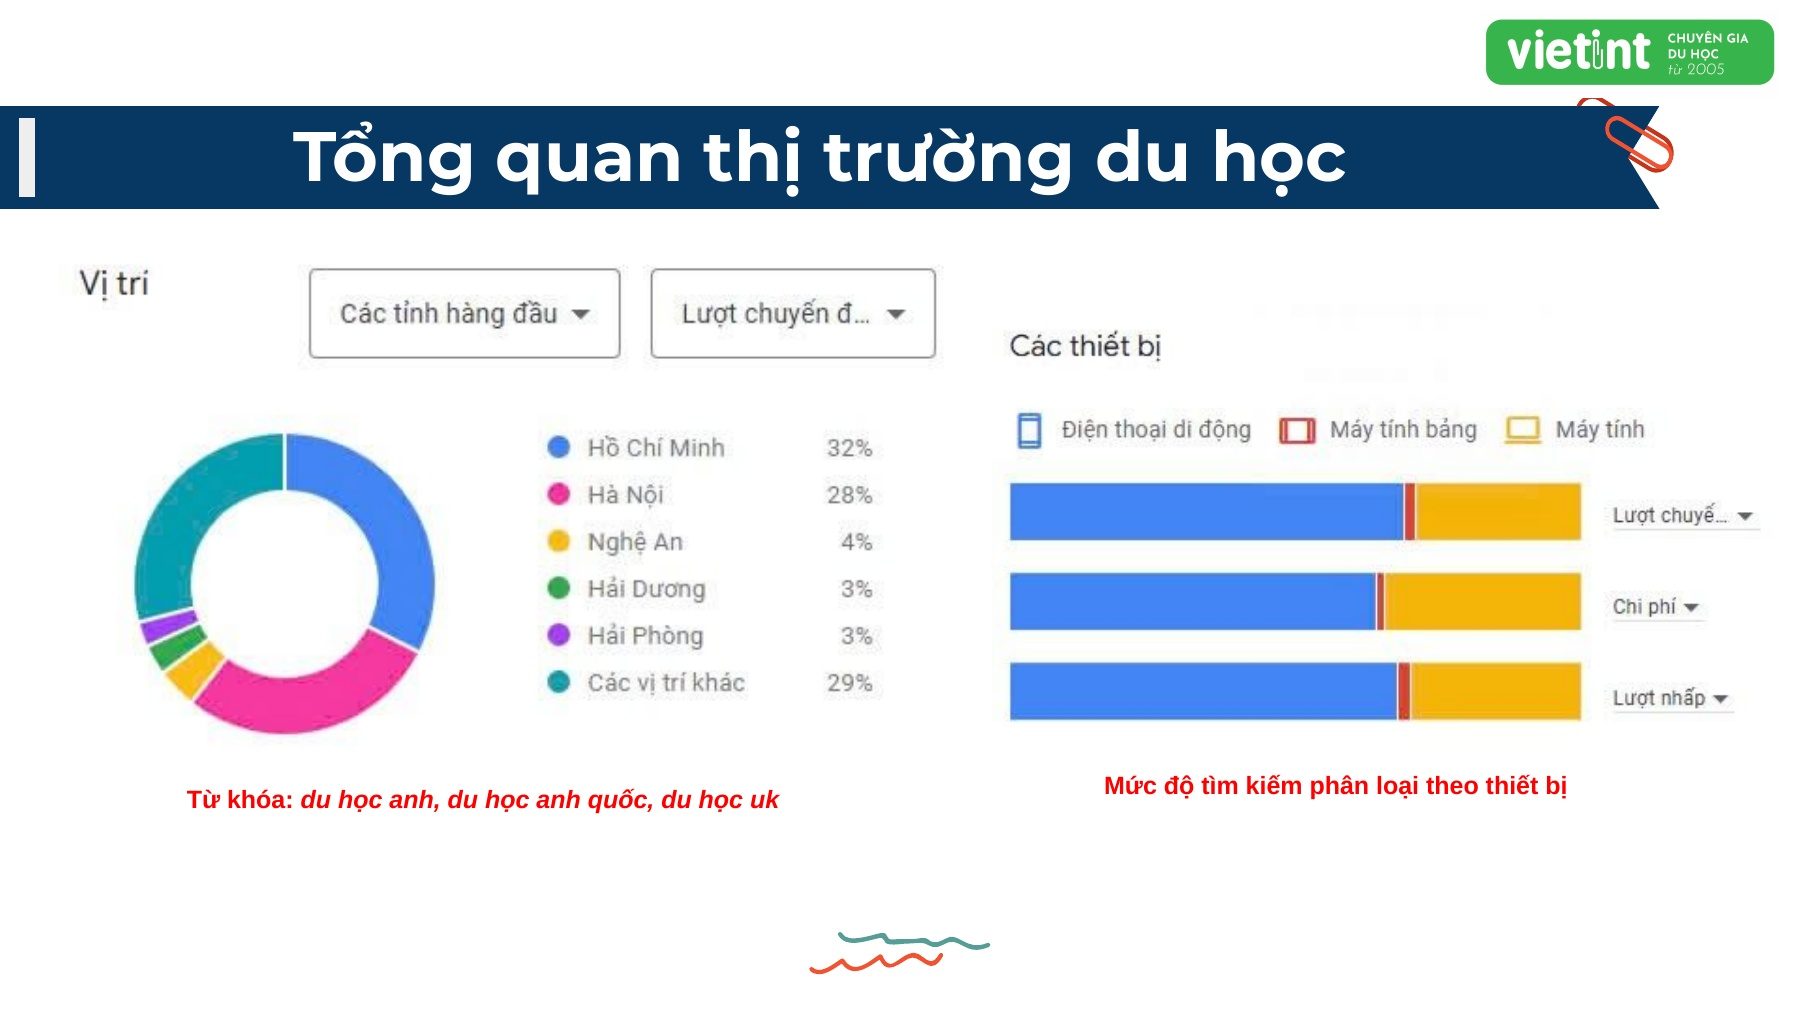 vietint
CHUYÊN GIA
DU HỌC
từ 2005
Tổng quan thị trường du học
Vị trí
Các tỉnh hàng đầu
Lượt chuyển đ...
Hồ Chí Minh 32%
Hà Nội 28%
Nghệ An 4%
Hải Dương 3%
Hải Phòng 3%
Các vị trí khác 29%
Từ khóa: du học anh, du học anh quốc, du học uk
Các thiết bị
Điện thoại di động
Máy tính bảng
Máy tính
Lượt chuyể...
Chi phí
Lượt nhấp
Mức độ tìm kiếm phân loại theo thiết bị